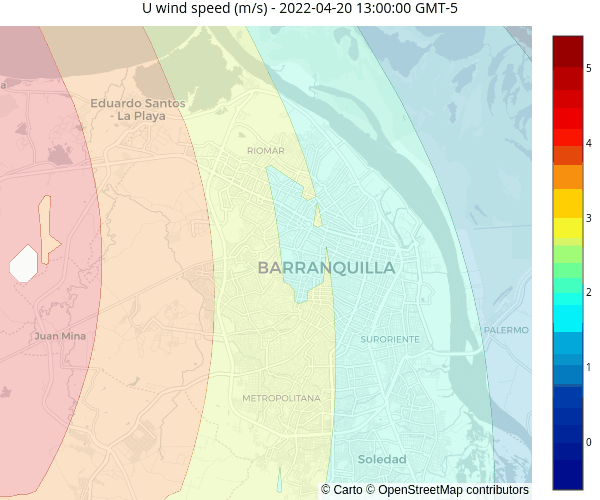 U wind speed (m/s) - 2022-04-20 13:00:00 GMT-5
a
Eduardo Santos
- La Playa
RIOMAR
BARRANQUILLA
Juan Mina
SURORIENTE
PALERMO
METROPOLITANA
Soledad
© Carto © OpenStreetMap contributors
5
4
3
2
1
0